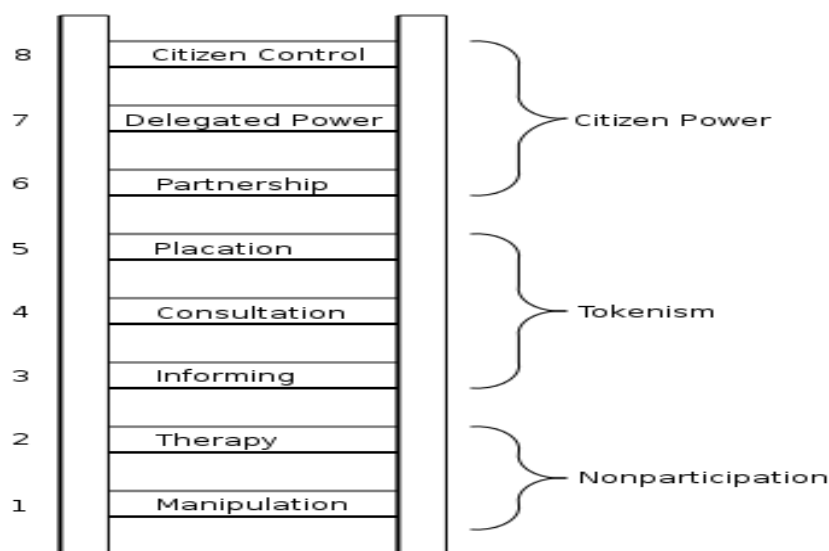 8 Citizen Control
7 Delegated Power
Citizen Power
6 Partnership
5 Placation
4 Consultation
Tokenism
3 Informing
2 Therapy
Nonparticipation
1 Manipulation